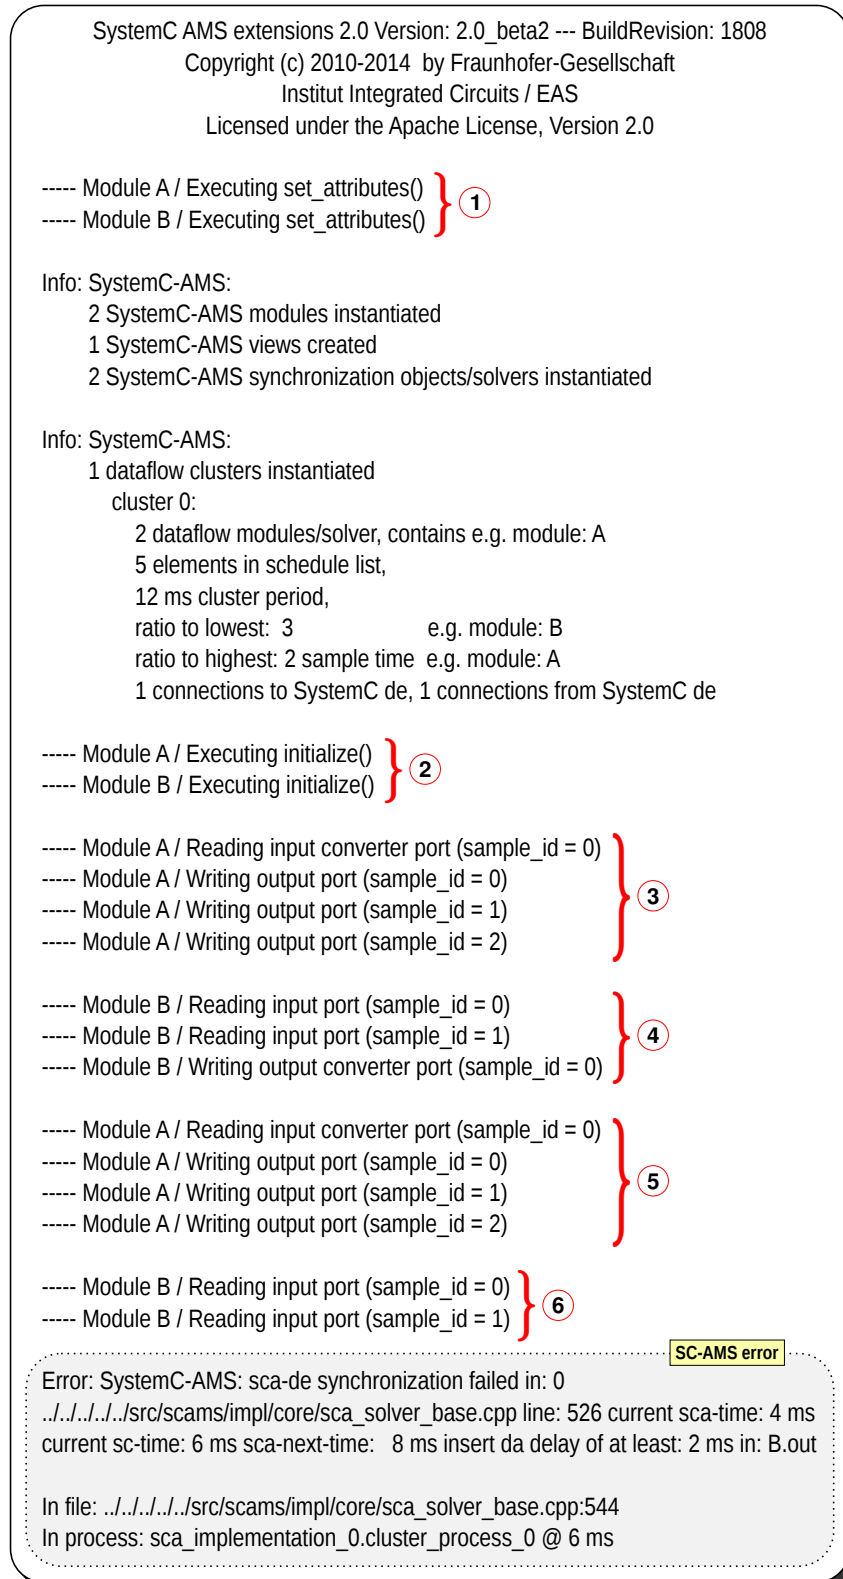 SystemC AMS extensions 2.0 Version: 2.0_beta2 --- BuildRevision: 1808
Copyright (c) 2010-2014 by Fraunhofer-Gesellschaft
Institut Integrated Circuits / EAS
Licensed under the Apache License, Version 2.0
----- Module A / Executing set_attributes()
1
----- Module B / Executing set_attributes()
Info: SystemC-AMS:
2 SystemC-AMS modules instantiated
1 SystemC-AMS views created
2 SystemC-AMS synchronization objects/solvers instantiated
Info: SystemC-AMS:
1 dataflow clusters instantiated
cluster 0:
2 dataflow modules/solver, contains e.g. module: A
5 elements in schedule list,
12 ms cluster period,
ratio to lowest: 3 e.g. module: B
ratio to highest: 2 sample time e.g. module: A
1 connections to SystemC de, 1 connections from SystemC de
----- Module A / Executing initialize()
2
----- Module B / Executing initialize()
----- Module A / Reading input converter port (sample_id = 0)
----- Module A / Writing output port (sample_id = 0)
3
----- Module A / Writing output port (sample_id = 1)
----- Module A / Writing output port (sample_id = 2)
----- Module B / Reading input port (sample_id = 0)
----- Module B / Reading input port (sample_id = 1)
4
----- Module B / Writing output converter port (sample_id = 0)
----- Module A / Reading input converter port (sample_id = 0)
----- Module A / Writing output port (sample_id = 0)
5
----- Module A / Writing output port (sample_id = 1)
----- Module A / Writing output port (sample_id = 2)
----- Module B / Reading input port (sample_id = 0)
6
----- Module B / Reading input port (sample_id = 1)
SC-AMS error
Error: SystemC-AMS: sca-de synchronization failed in: 0
../../../../../src/scams/impl/core/sca_solver_base.cpp line: 526 current sca-time: 4 ms
current sc-time: 6 ms sca-next-time: 8 ms insert da delay of at least: 2 ms in: B.out
In file: ../../../../../src/scams/impl/core/sca_solver_base.cpp:544
In process: sca_implementation_0.cluster_process_0 @ 6 ms